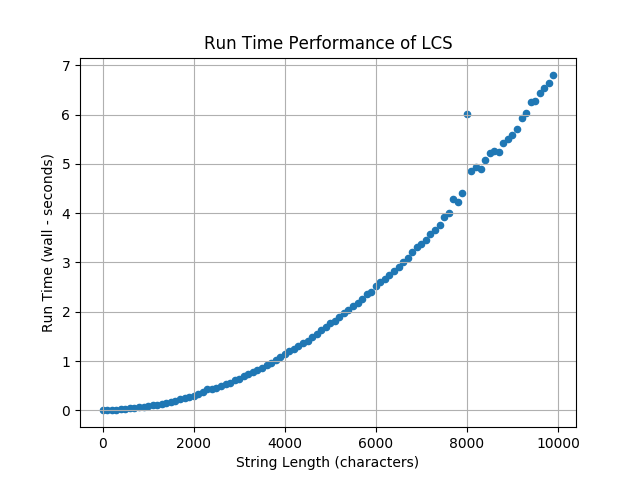 Run Time Performance of LCS
7
6
5
4
3
2
1
0
Run Time (wall - seconds)
0 2000 4000 6000 8000 10000
String Length (characters)